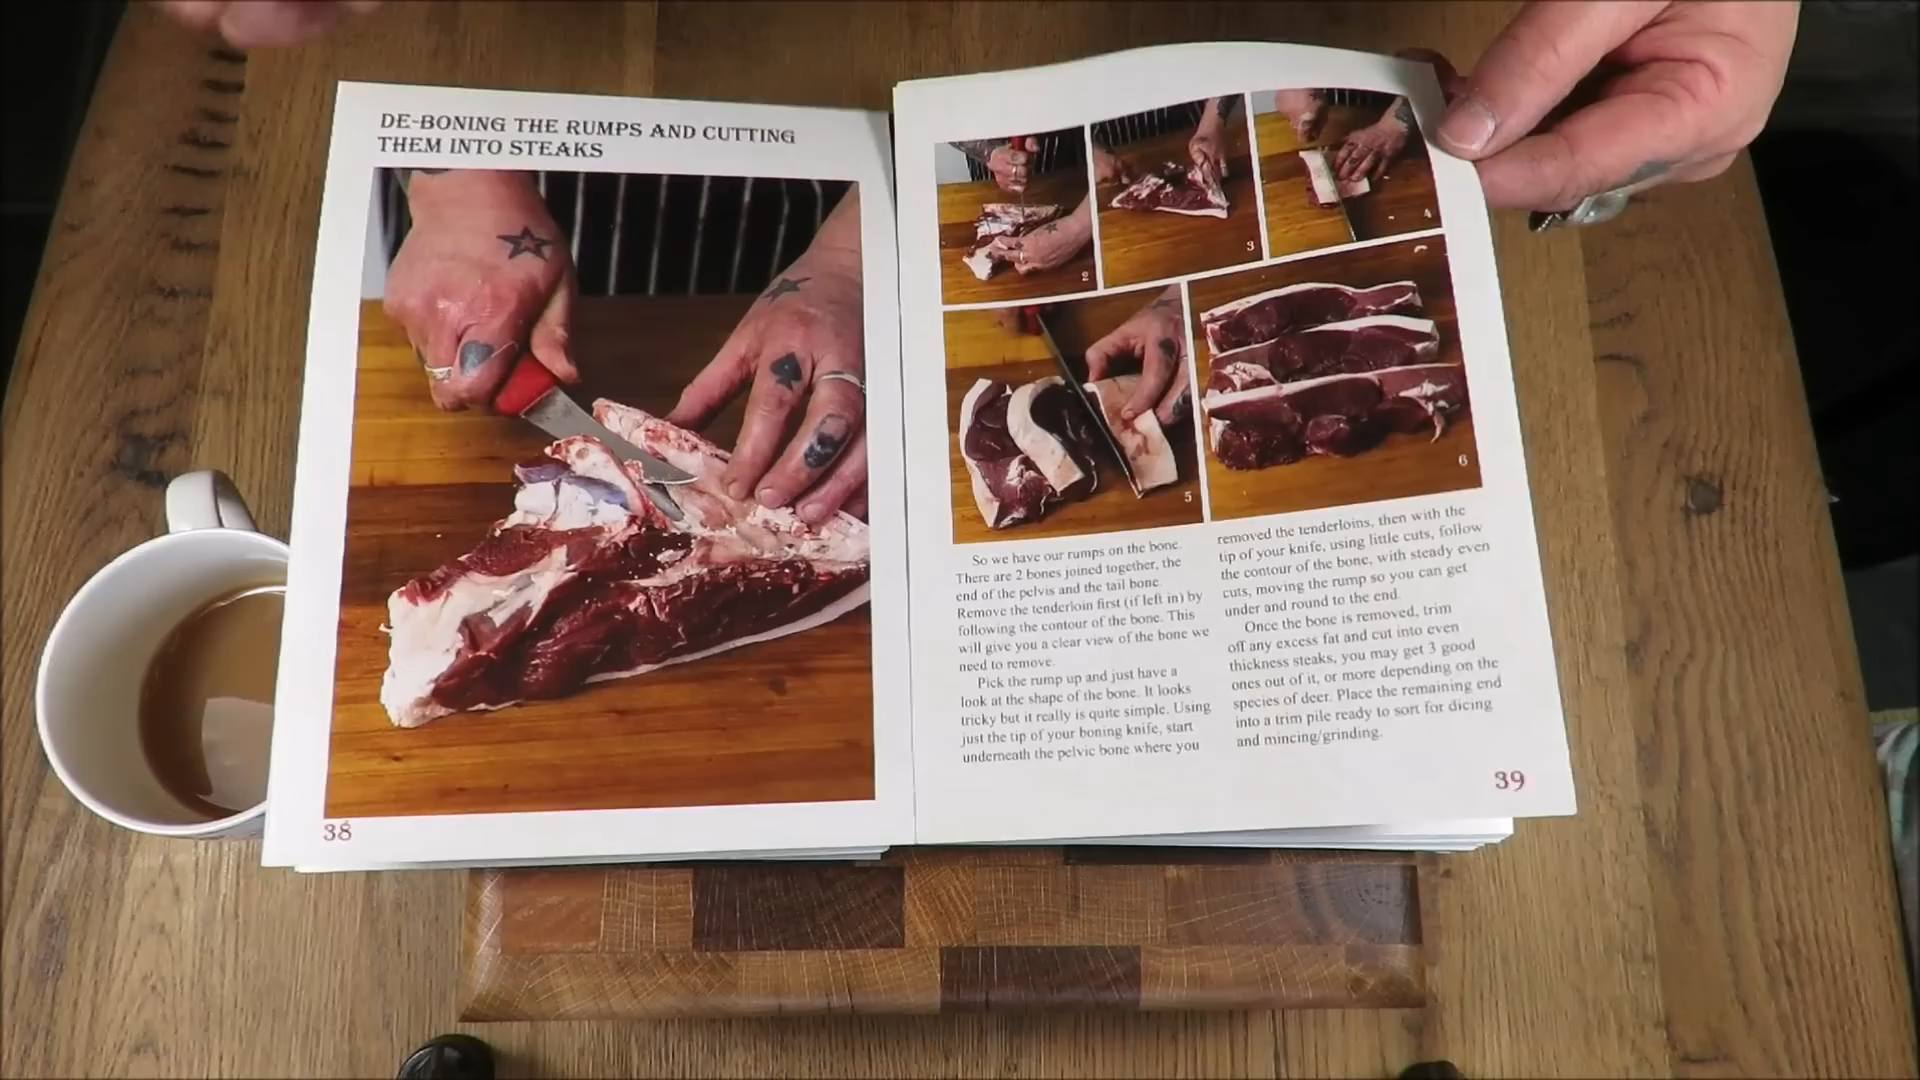 DE-BONING THE RUMPS AND CUTTING
THEM INTO STEAKS
38
2
3
4
5
6
So we have our rumps on the bone.
There are 2 bones joined together, the
end of the pelvis and the tail bone.
Remove the tenderloin first (if left in) by
following the contour of the bone. This
will give you a clear view of the bone we
need to remove.
Pick the rump up and just have a
look at the shape of the bone. It looks
tricky but it really is quite simple. Using
just the tip of your boning knife, start
underneath the pelvic bone where you
removed the tenderloins, then with the
tip of your knife, using little cuts, follow
the contour of the bone, with steady even
cuts, moving the rump so you can get
under and round to the end.
Once the bone is removed, trim
off any excess fat and cut into even
thickness steaks, you may get 3 good
ones out of it, or more depending on the
species of deer. Place the remaining end
into a trim pile ready to sort for dicing
and mincing/grinding.
39